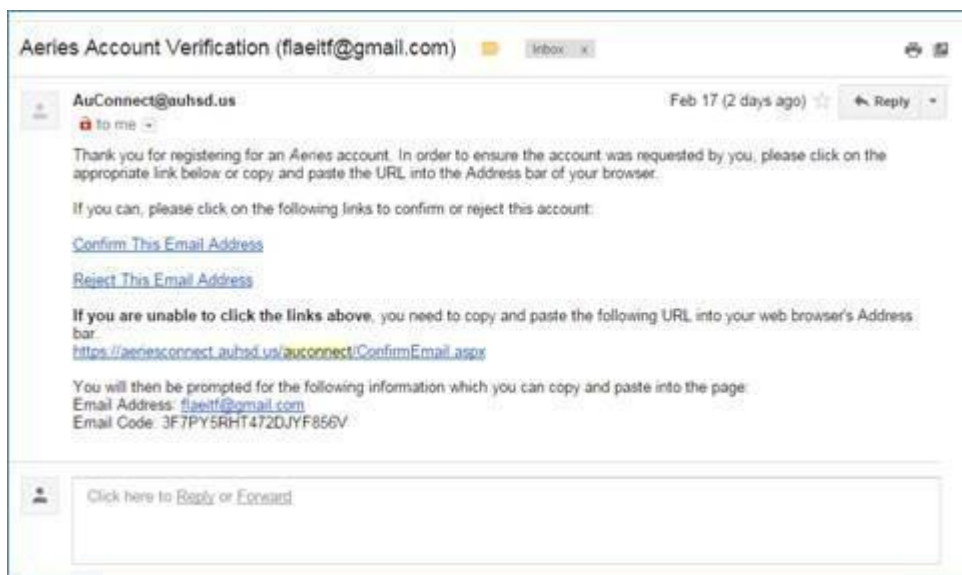 Aeries Account Verification (flaeitf@gmail.com) Inbox x
AuConnect@auhsd.us Feb 17 (2 days ago) Reply
to me
Thank you for registering for an Aeries account. In order to ensure the account was requested by you, please click on the
appropriate link below or copy and paste the URL into the Address bar of your browser.
If you can, please click on the following links to confirm or reject this account:
Confirm This Email Address
Reject This Email Address
If you are unable to click the links above, you need to copy and paste the following URL into your web browser's Address
bar.
https://aeriesconnect.auhsd.us/auconnect/ConfirmEmail.aspx
You will then be prompted for the following information which you can copy and paste into the page:
Email Address: flaeitf@gmail.com
Email Code: 3F7PY5RHT472DJYF856V
Click here to Reply or Forward